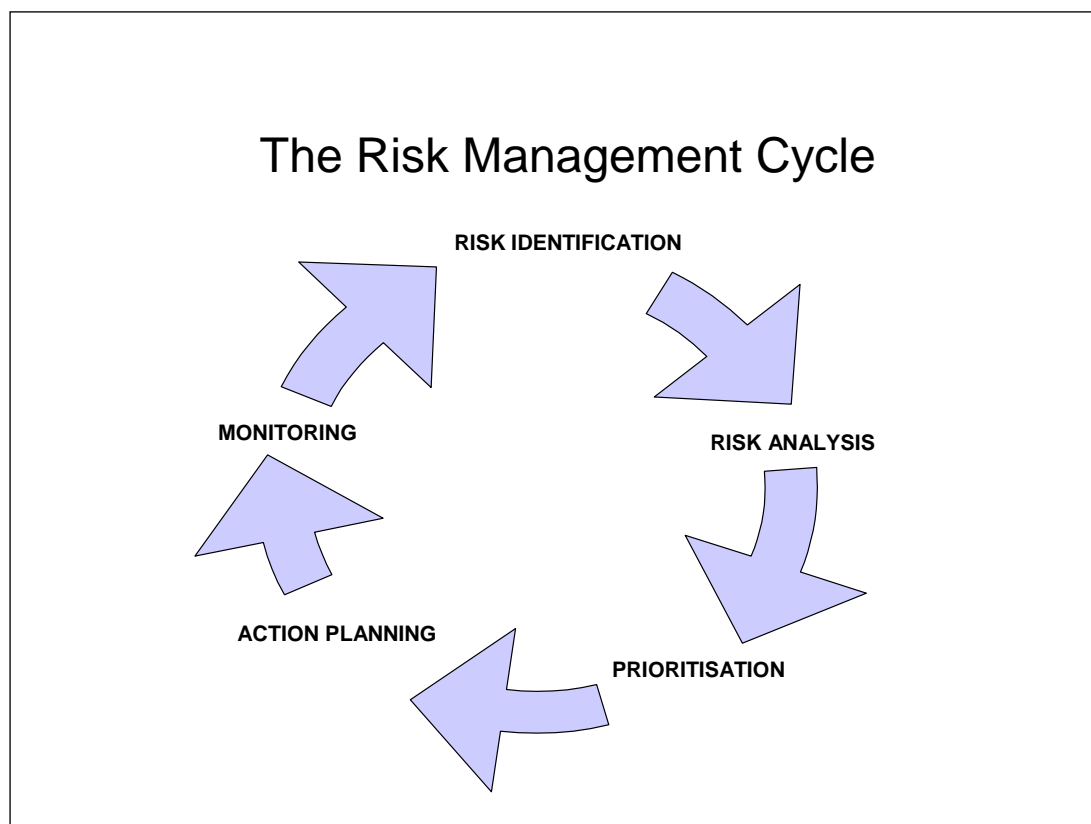 The Risk Management Cycle
RISK IDENTIFICATION
RISK ANALYSIS
PRIORITISATION
ACTION PLANNING
MONITORING